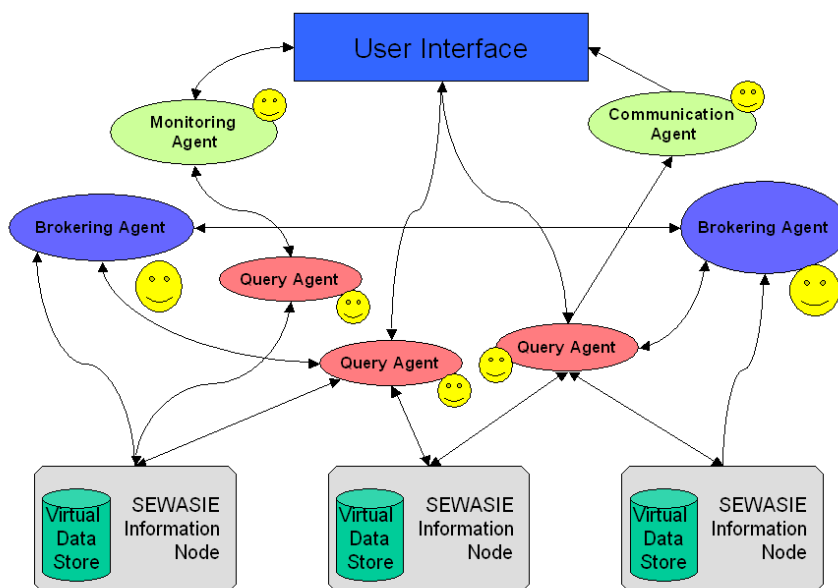 User Interface
Monitoring
Agent
Communication
Agent
Brokering Agent
Brokering Agent
Query Agent
Query Agent
Query Agent
Virtual
Data
Store
SEWASIE
Information
Node
Virtual
Data
Store
SEWASIE
Information
Node
Virtual
Data
Store
SEWASIE
Information
Node